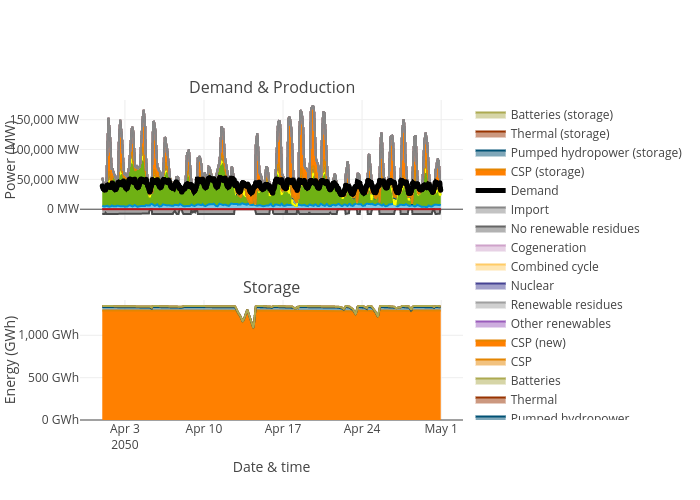 Demand & Production
Power (MW)
150,000 MW
100,000 MW
50,000 MW
0 MW
Storage
Energy (GWh)
1,000 GWh
500 GWh
0 GWh
Apr 3
2050
Apr 10
Apr 17
Apr 24
May 1
Date & time
Batteries (storage)
Thermal (storage)
Pumped hydropower (storage)
CSP (storage)
Demand
Import
No renewable residues
Cogeneration
Combined cycle
Nuclear
Renewable residues
Other renewables
CSP (new)
CSP
Batteries
Thermal
Pumped hydropower